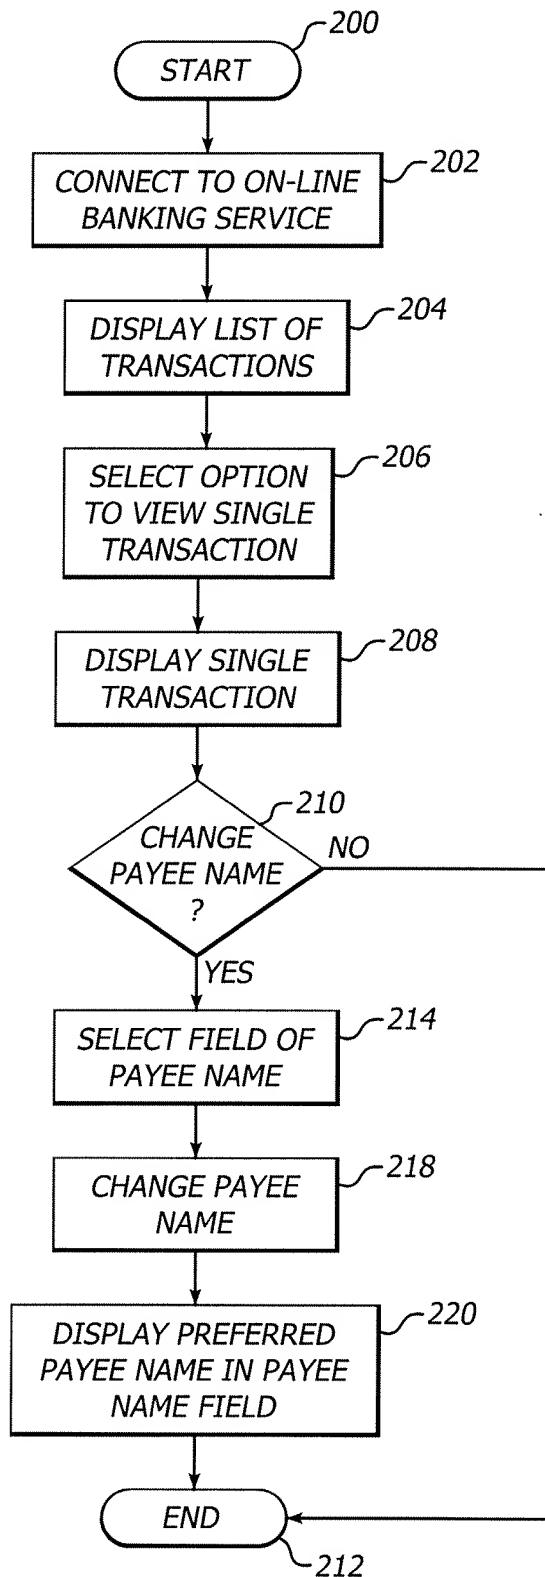 200
START
202
CONNECT TO ON-LINE
BANKING SERVICE
204
DISPLAY LIST OF
TRANSACTIONS
206
SELECT OPTION
TO VIEW SINGLE
TRANSACTION
208
DISPLAY SINGLE
TRANSACTION
210
CHANGE
PAYEE NAME
?
NO
YES
214
SELECT FIELD OF
PAYEE NAME
218
CHANGE PAYEE
NAME
220
DISPLAY PREFERRED
PAYEE NAME IN PAYEE
NAME FIELD
END
212